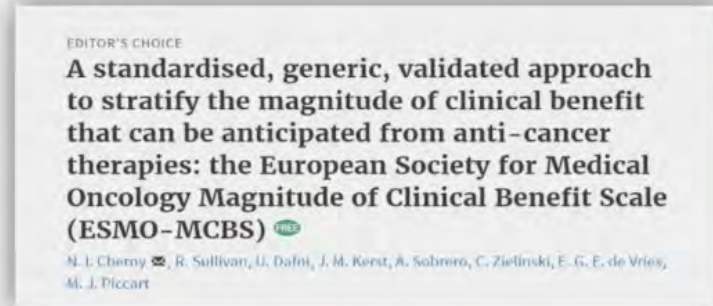 EDITOR'S CHOICE
A standardised, generic, validated approach
to stratify the magnitude of clinical benefit
that can be anticipated from anti-cancer
therapies: the European Society for Medical
Oncology Magnitude of Clinical Benefit Scale
(ESMO-MCBS) FREE
N. I. Cherny, R. Sullivan, U. Dafni, J. M. Kerst, A. Sobrero, C. Zielinski, E. G. E. de Vries,
M. J. Piccart